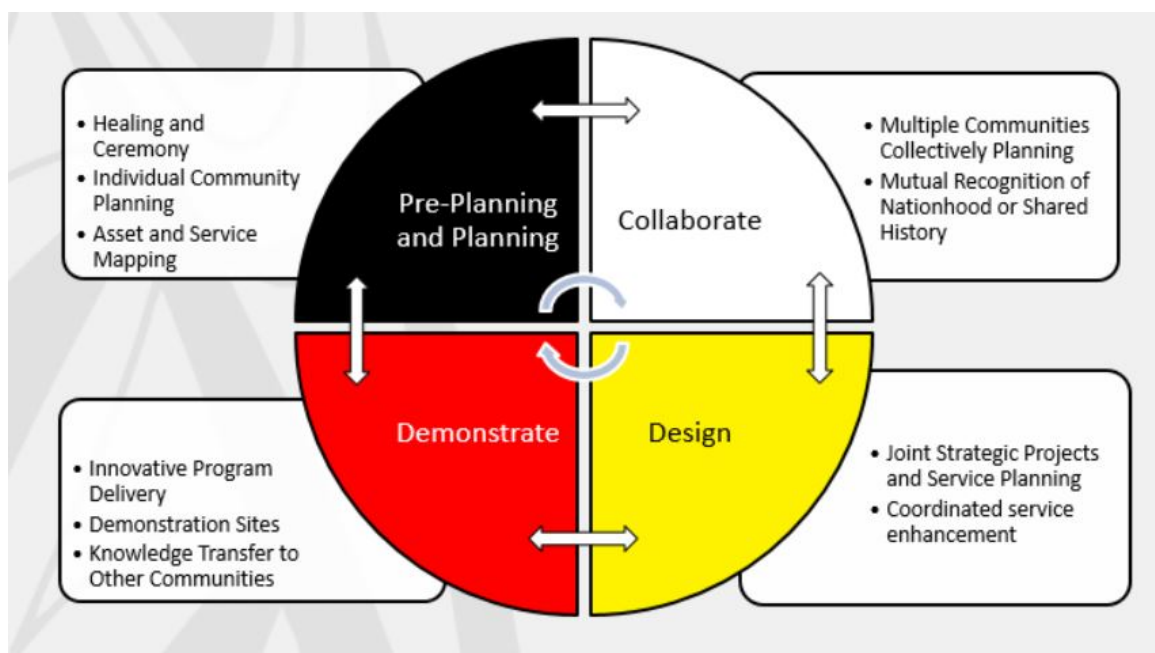 • Healing and
Ceremony
• Individual Community
Planning
• Asset and Service
Mapping
Pre-Planning
and Planning
Collaborate
• Multiple Communities
Collectively Planning
• Mutual Recognition of
Nationhood or Shared
History
• Innovative Program
Delivery
• Demonstration Sites
• Knowledge Transfer to
Other Communities
Demonstrate
Design
• Joint Strategic Projects
and Service Planning
• Coordinated service
enhancement